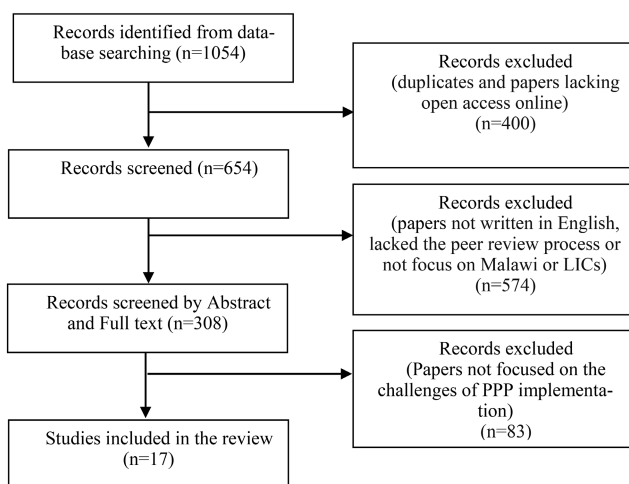 Records identified from data-
base searching (n=1054)
Records excluded
(duplicates and papers lacking
open access online)
(n=400)
Records screened (n=654)
Records excluded
(papers not written in English,
lacked the peer review process or
not focus on Malawi or LICs)
(n=574)
Records screened by Abstract
and Full text (n=308)
Records excluded
(Papers not focused on the
challenges of PPP implementa-
tion)
(n=83)
Studies included in the review
(n=17)